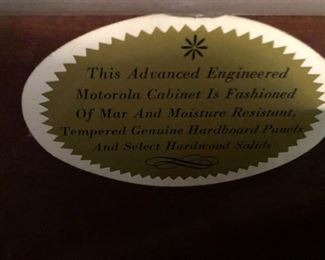 This Advanced Engineered
Motorola Cabinet Is Fashioned
Of Mar And Moisture Resistant,
Tempered Genuine Hardboard Panels
And Select Hardwood Solids